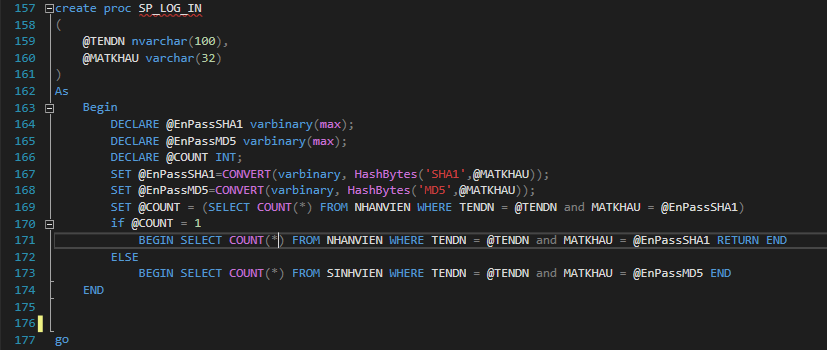 157 create proc SP_LOG_IN
158 (
159     @TENDN nvarchar(100),
160     @MATKHAU varchar(32)
161 )
162 As
163     Begin
164         DECLARE @EnPassSHA1 varbinary(max);
165         DECLARE @EnPassMD5 varbinary(max);
166         DECLARE @COUNT INT;
167         SET @EnPassSHA1=CONVERT(varbinary, HashBytes('SHA1',@MATKHAU));
168         SET @EnPassMD5=CONVERT(varbinary, HashBytes('MD5',@MATKHAU));
169         SET @COUNT = (SELECT COUNT(*) FROM NHANVIEN WHERE TENDN = @TENDN and MATKHAU = @EnPassSHA1)
170         if @COUNT = 1
171             BEGIN SELECT COUNT(*) FROM NHANVIEN WHERE TENDN = @TENDN and MATKHAU = @EnPassSHA1 RETURN END
172         ELSE
173             BEGIN SELECT COUNT(*) FROM SINHVIEN WHERE TENDN = @TENDN and MATKHAU = @EnPassMD5 END
174     END
175
176
177 go